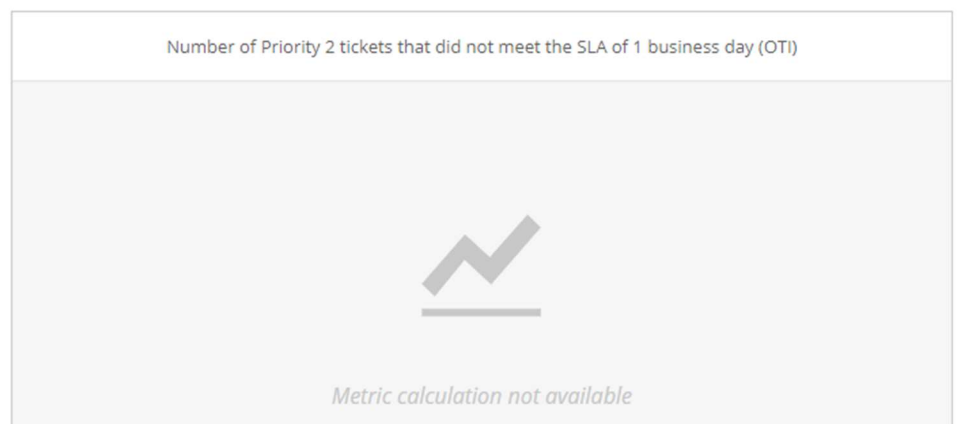 Number of Priority 2 tickets that did not meet the SLA of 1 business day (OTI)
Metric calculation not available